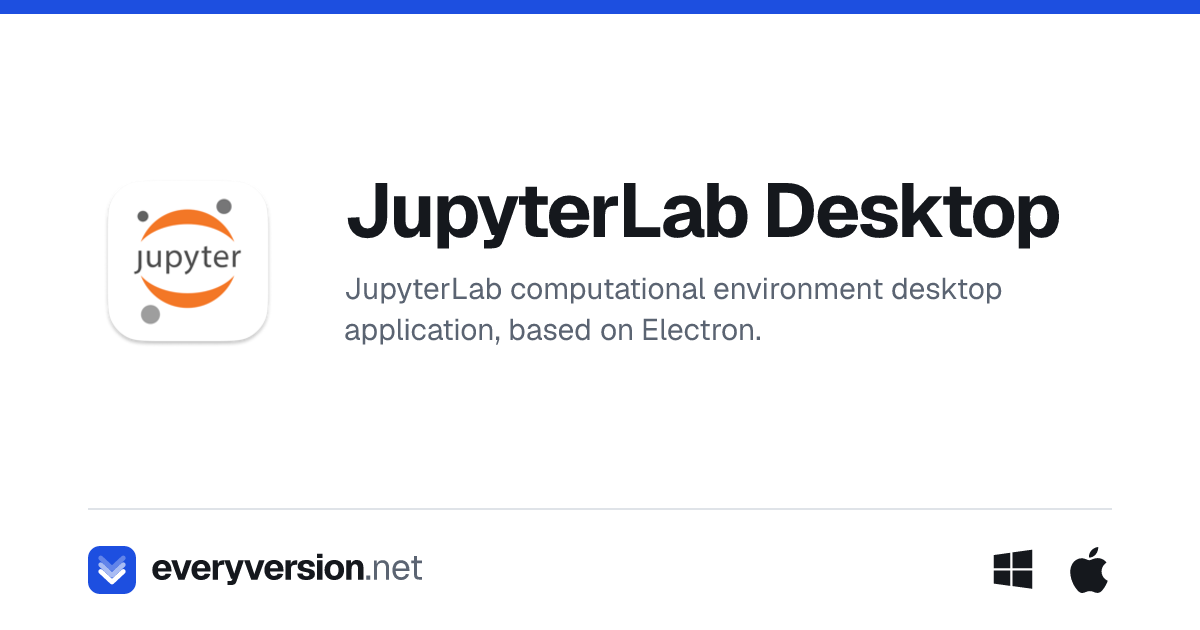 JupyterLab Desktop
jupyter
JupyterLab computational environment desktop
application, based on Electron.
everyversion.net